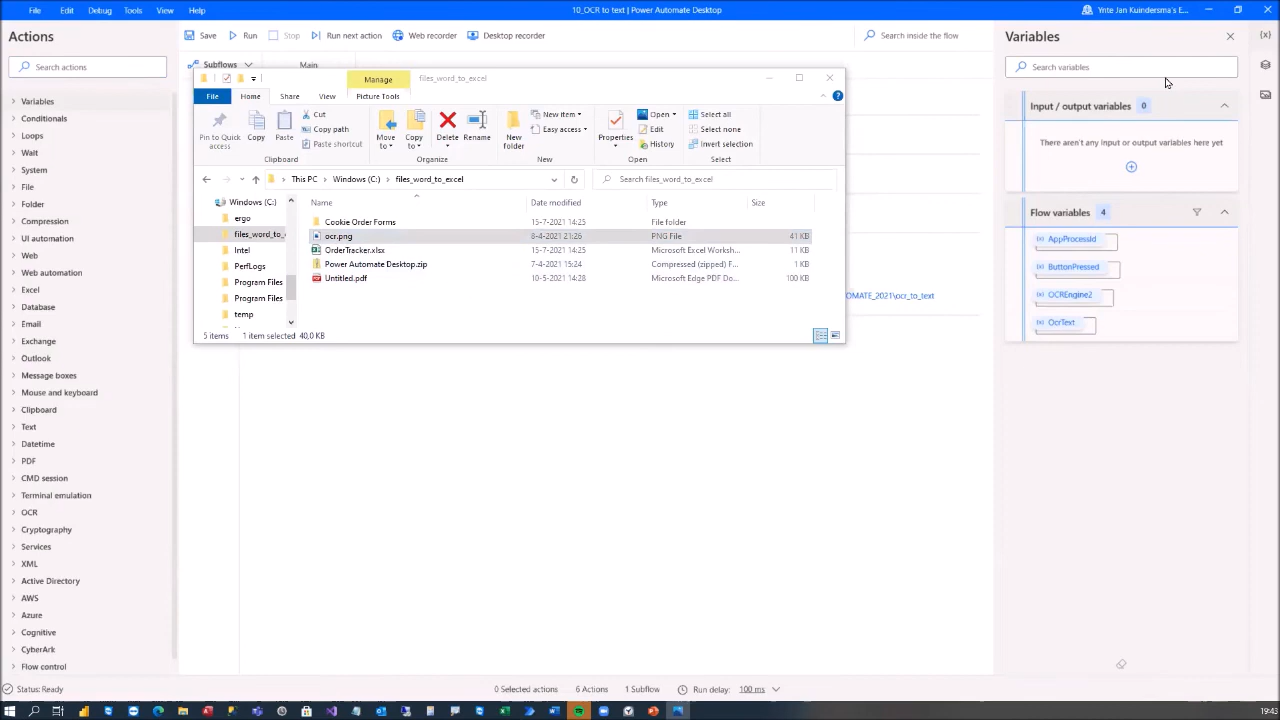 File Edit Debug Tools View Help
10_OCR to text | Power Automate Desktop
Ynte Jan Kuindersma's E...
Actions
Search actions
Variables
Conditionals
Loops
Wait
System
File
Folder
Compression
UI automation
Web
Web automation
Excel
Database
Email
Exchange
Outlook
Message boxes
Mouse and keyboard
Clipboard
Text
Datetime
PDF
CMD session
Terminal emulation
OCR
Cryptography
Services
XML
Active Directory
AWS
Azure
Cognitive
CyberArk
Flow control
Save Run Stop Run next action Web recorder Desktop recorder Search inside the flow
Subflows Main
Manage files_word_to_excel
File Home Share View Picture Tools
Pin to Quick access
Copy
Paste
Cut
Copy path
Paste shortcut
Clipboard
Move to
Copy to
Delete
Rename
Organize
New folder
New item
Easy access
New
Properties
Open
Edit
History
Open
Select all
Select none
Invert selection
Select
This PC Windows (C:) files_word_to_excel
Search files_word_to_excel
Windows (C:)
ergo
files_word_to_
Intel
PerfLogs
Program Files
Program Files
temp
Name Date modified Type Size
Cookie Order Forms 15-7-2021 14:25 File folder
ocr.png 8-4-2021 21:26 PNG File 41 KB
OrderTracker.xlsx 15-7-2021 14:25 Microsoft Excel Worksh... 11 KB
Power Automate Desktop.zip 7-4-2021 15:24 Compressed (zipped) F... 1 KB
Untitled.pdf 10-5-2021 14:28 Microsoft Edge PDF Do... 100 KB
5 items 1 item selected 40,0 KB
OMATE_2021\ocr_to_text
Variables
Search variables
Input / output variables 0
There aren't any input or output variables here yet
Flow variables 4
(x) AppProcessId
(x) ButtonPressed
(x) OCREngine2
(x) OcrText
{x}
Status: Ready
0 Selected actions 6 Actions 1 Subflow Run delay: 100 ms
19:43